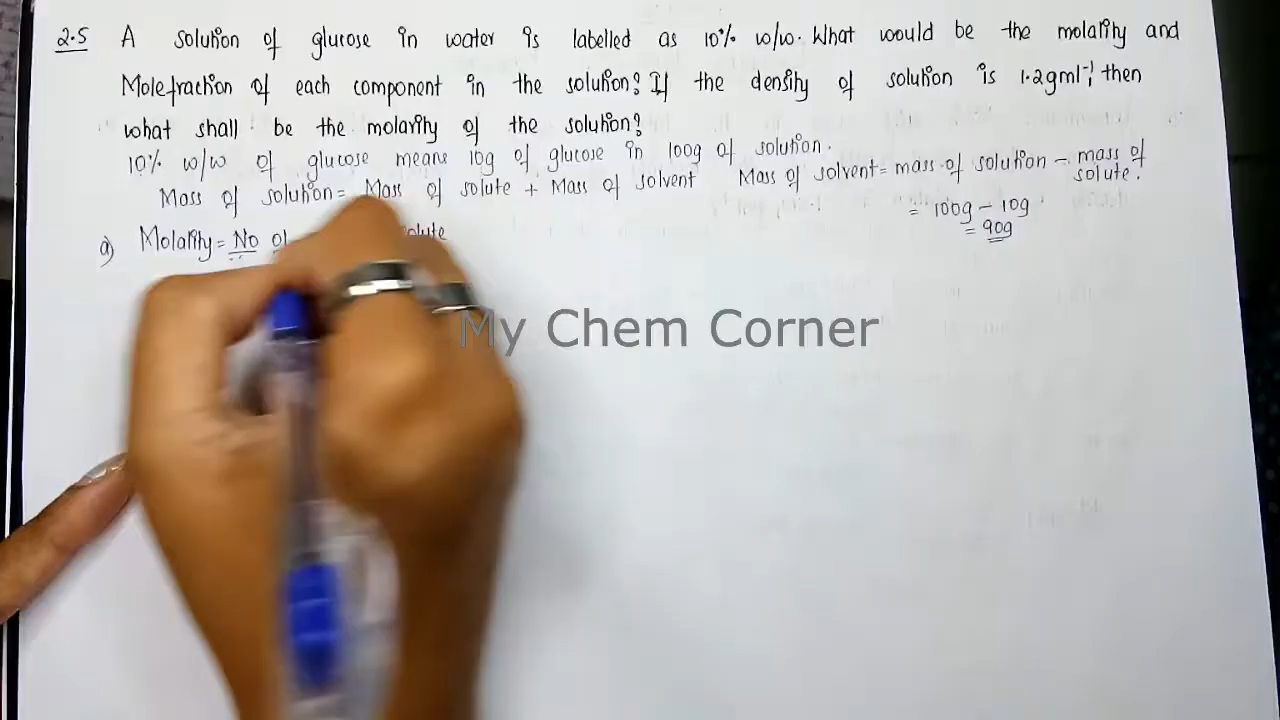 2.5 A solution of glucose in water is labelled as 10% w/w. What would be the molality and
Molefraction of each component in the solution? If the density of solution is 1.2gml⁻¹, then
what shall be the molarity of the solution?
10% w/w of glucose means 10g of glucose in 100g of solution.
Mass of solution = Mass of solute + Mass of solvent Mass of solvent = mass of solution - mass of solute.
= 100g - 10g
= 90g
a) Molality = No of solute
My Chem Corner